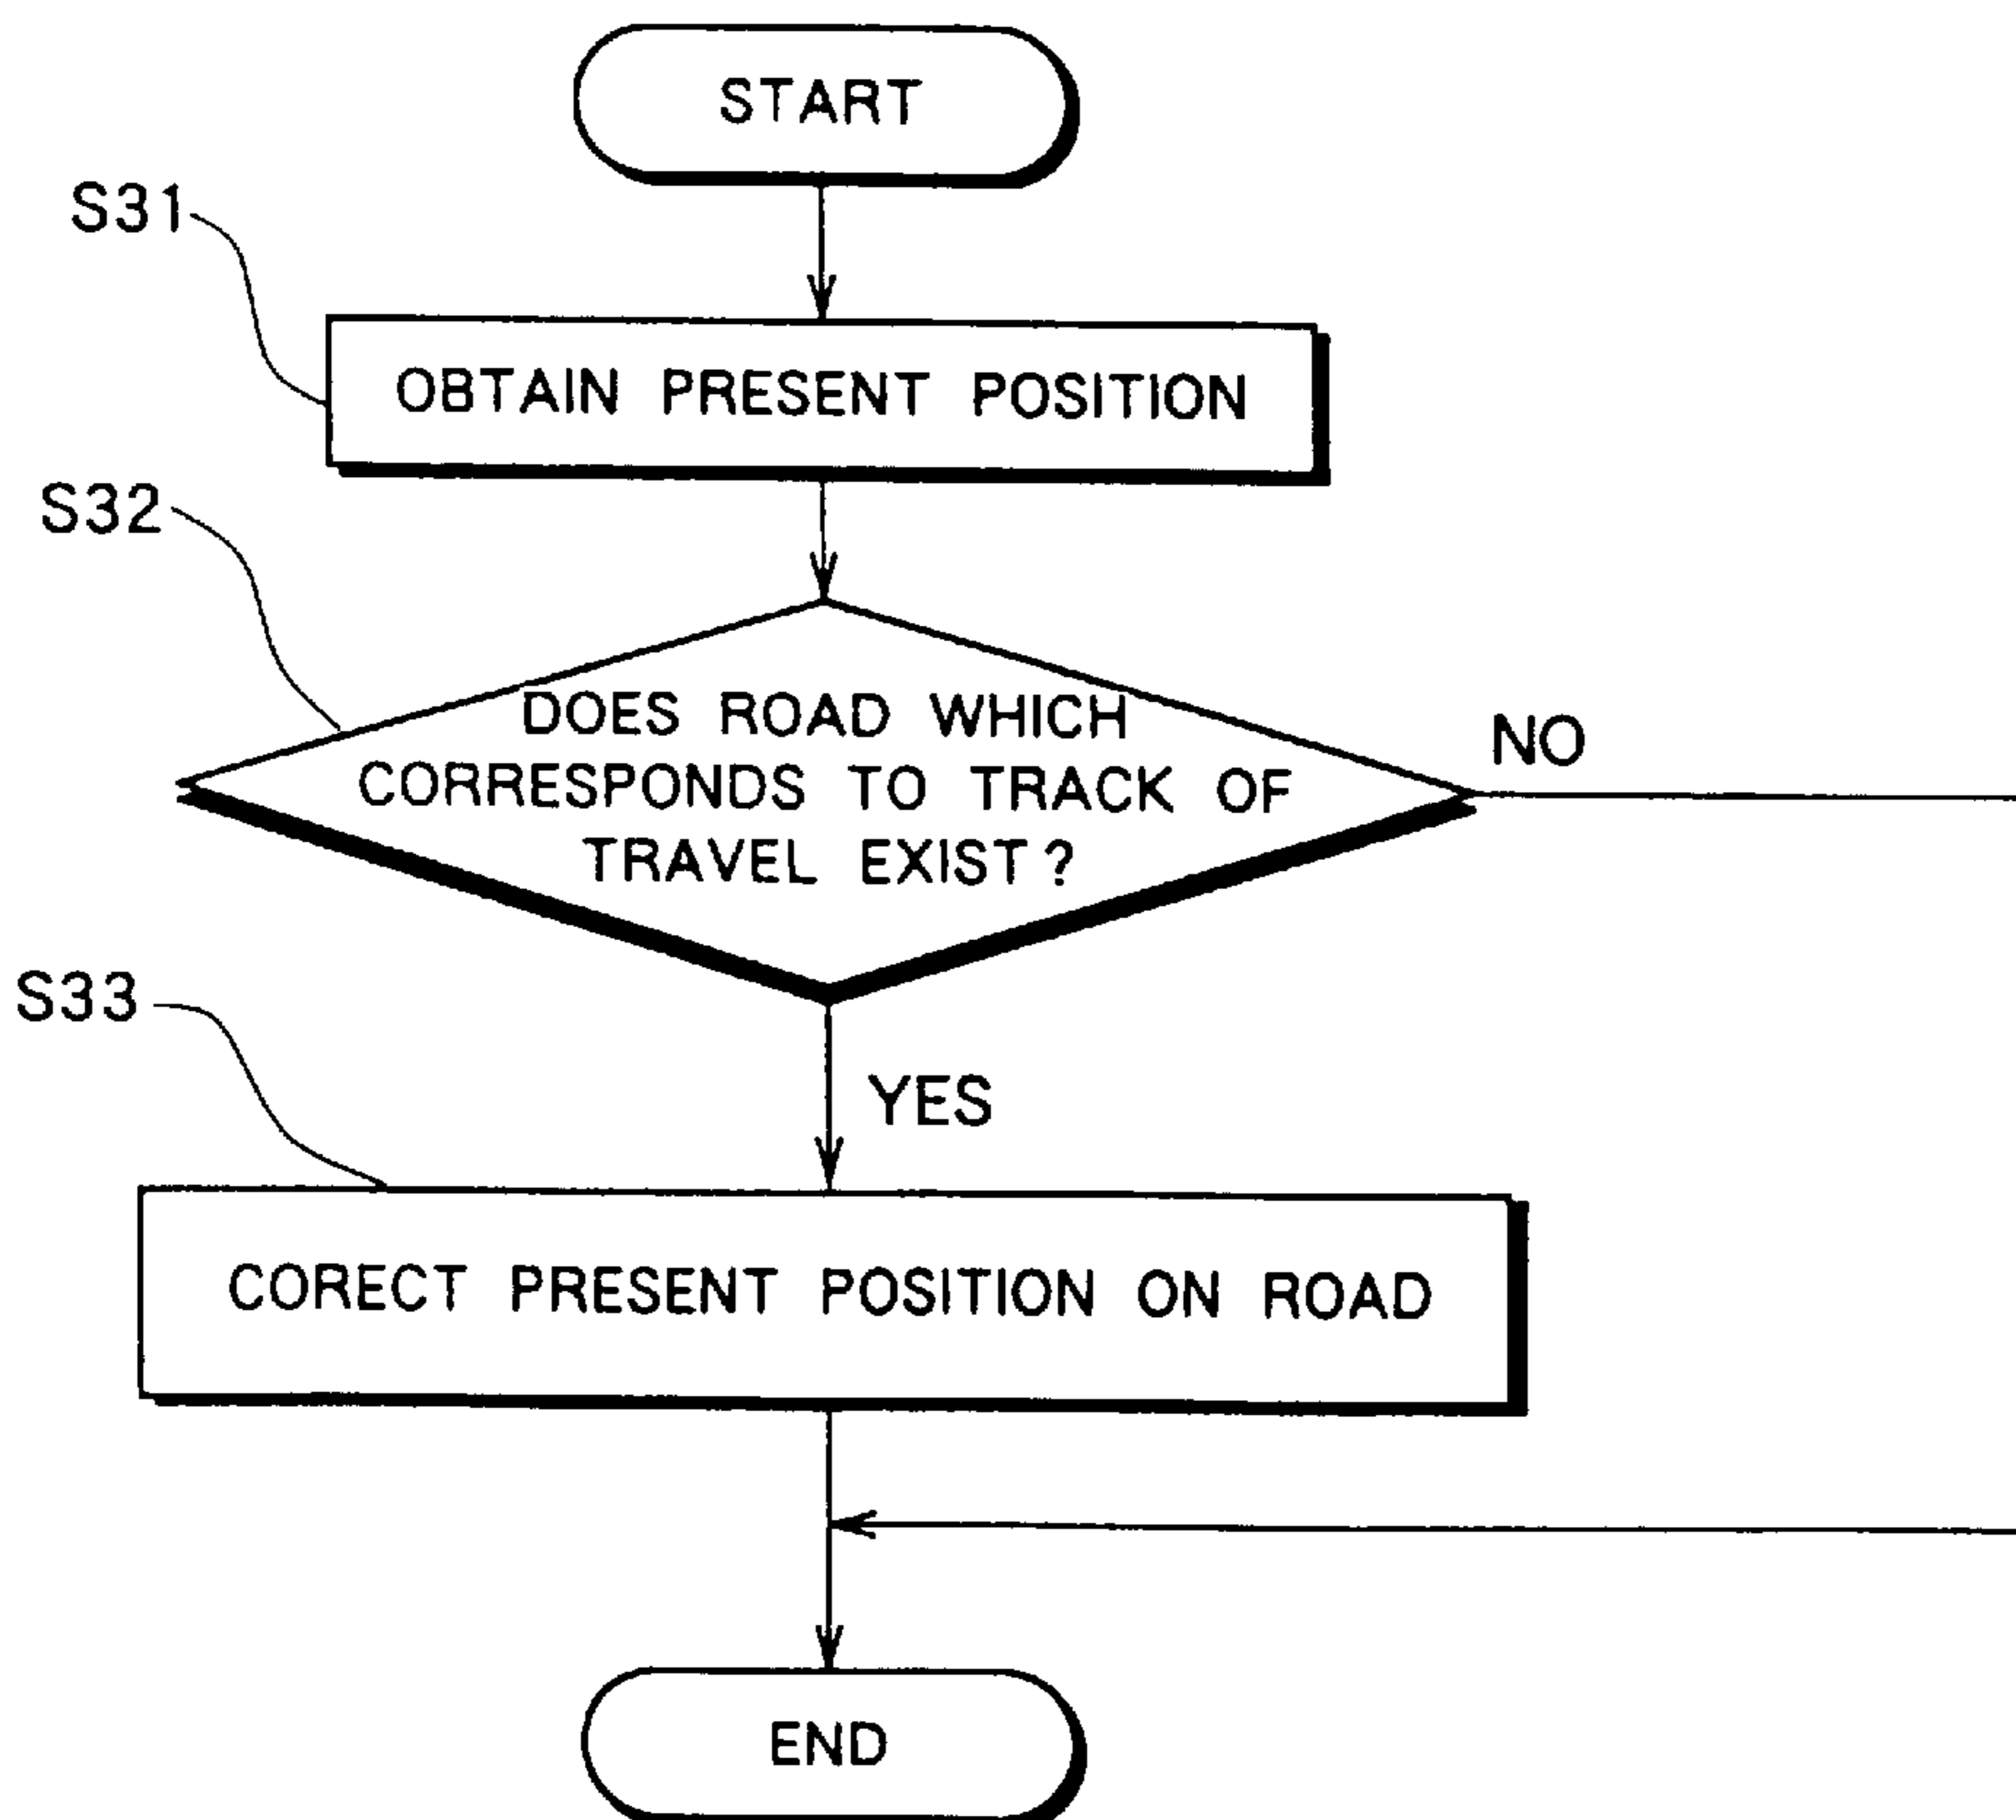 START
S31
OBTAIN PRESENT POSITION
S32
DOES ROAD WHICH
CORRESPONDS TO TRACK OF
TRAVEL EXIST?
NO
S33
YES
CORECT PRESENT POSITION ON ROAD
END